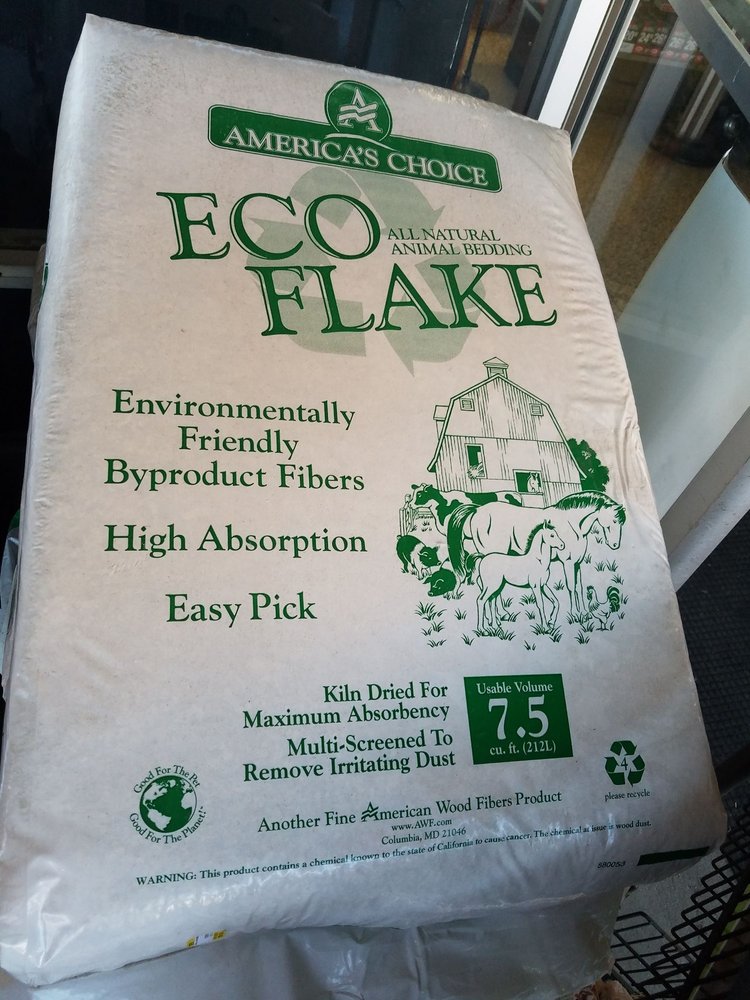 AMERICA'S CHOICE
ECO
ALL NATURAL
ANIMAL BEDDING
FLAKE
Environmentally
Friendly
Byproduct Fibers
High Absorption
Easy Pick
Kiln Dried For
Maximum Absorbency
Multi-Screened To
Remove Irritating Dust
Usable Volume
7.5
cu. ft. (212L)
4
please recycle
Good For The Pet
Good For The Planet!
Another Fine American Wood Fibers Product
www.AWF.com
Columbia, MD 21046
WARNING: This product contains a chemical known to the state of California to cause cancer. The chemical at issue is wood dust.